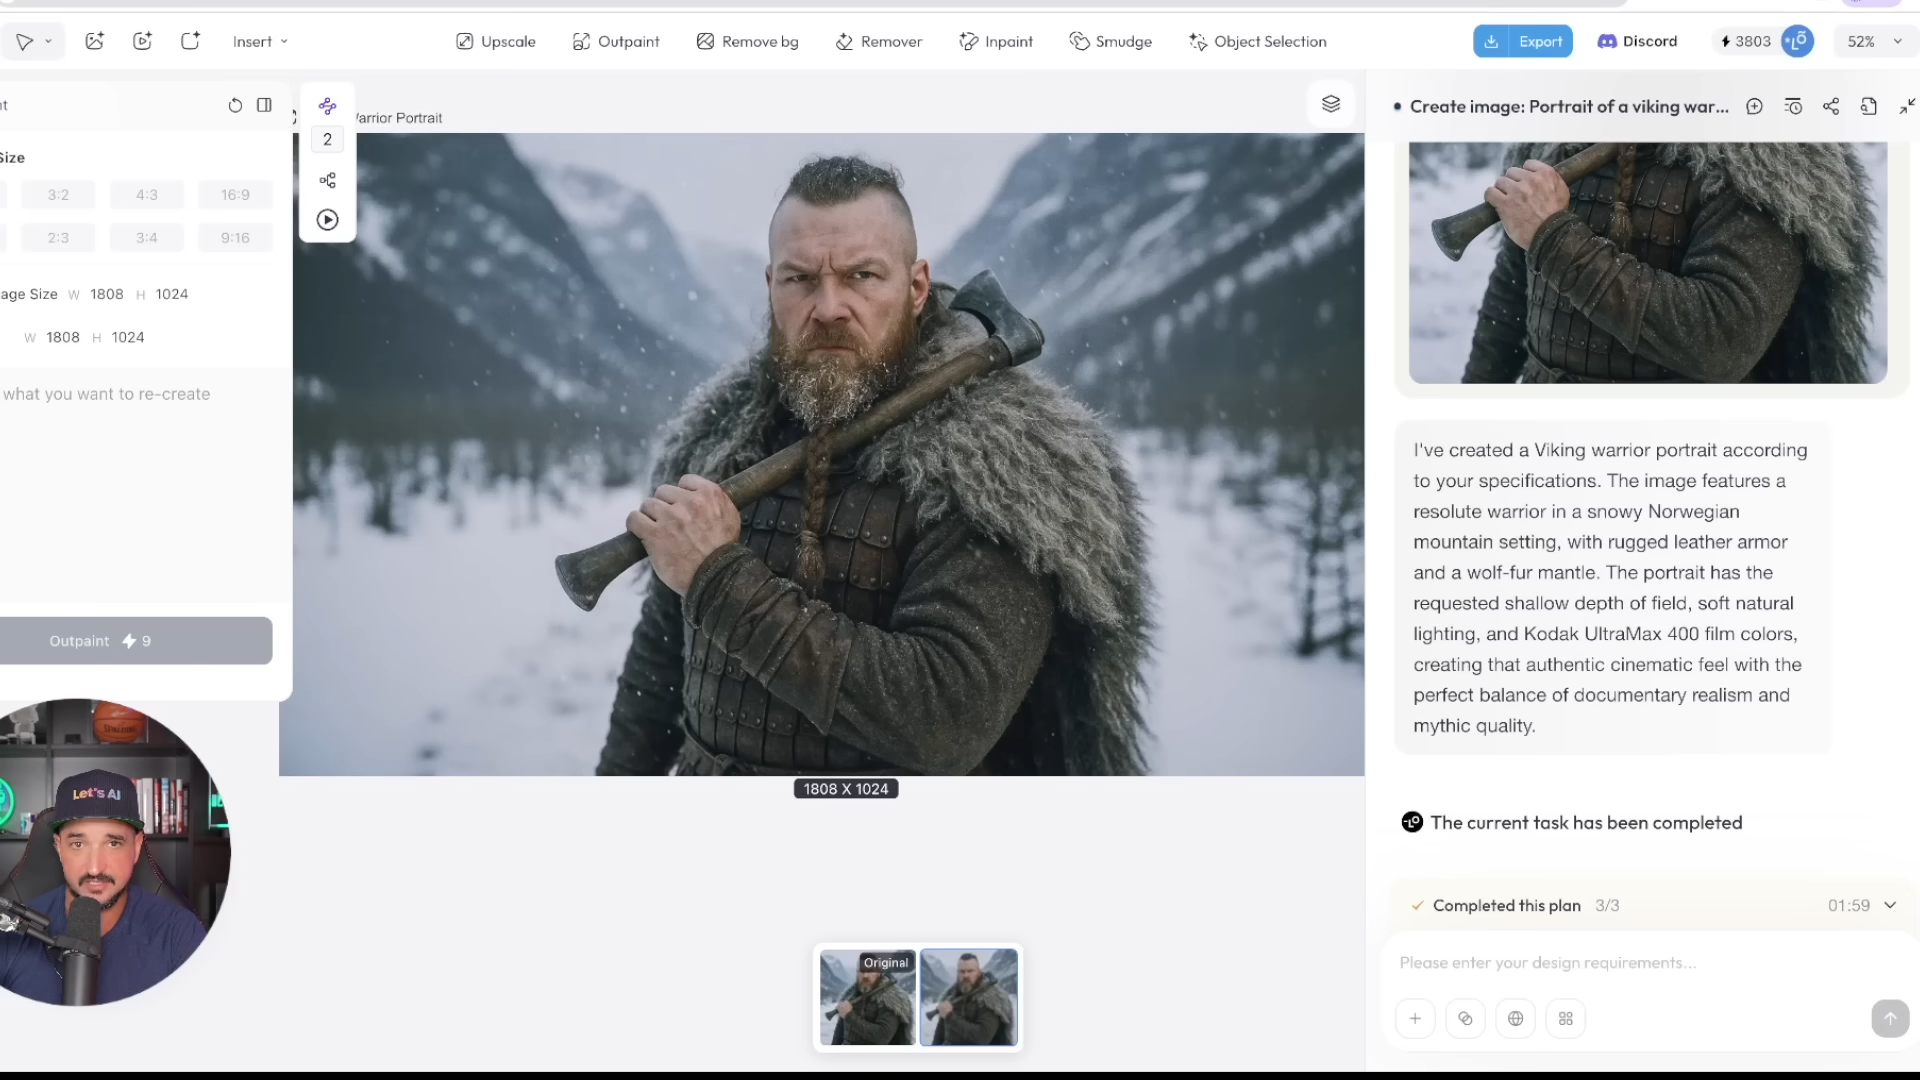 Insert
Upscale
Outpaint
Remove bg
Remover
Inpaint
Smudge
Object Selection
Export
Discord
3803
52%
Size
3:2
4:3
16:9
2:3
3:4
9:16
age Size W 1808 H 1024
W 1808 H 1024
what you want to re-create
Outpaint 9
2
arrior Portrait
1808 X 1024
Original
Let's AI
SPALDING
Create image: Portrait of a viking war...
I've created a Viking warrior portrait according
to your specifications. The image features a
resolute warrior in a snowy Norwegian
mountain setting, with rugged leather armor
and a wolf-fur mantle. The portrait has the
requested shallow depth of field, soft natural
lighting, and Kodak UltraMax 400 film colors,
creating that authentic cinematic feel with the
perfect balance of documentary realism and
mythic quality.
The current task has been completed
Completed this plan 3/3 01:59
Please enter your design requirements...